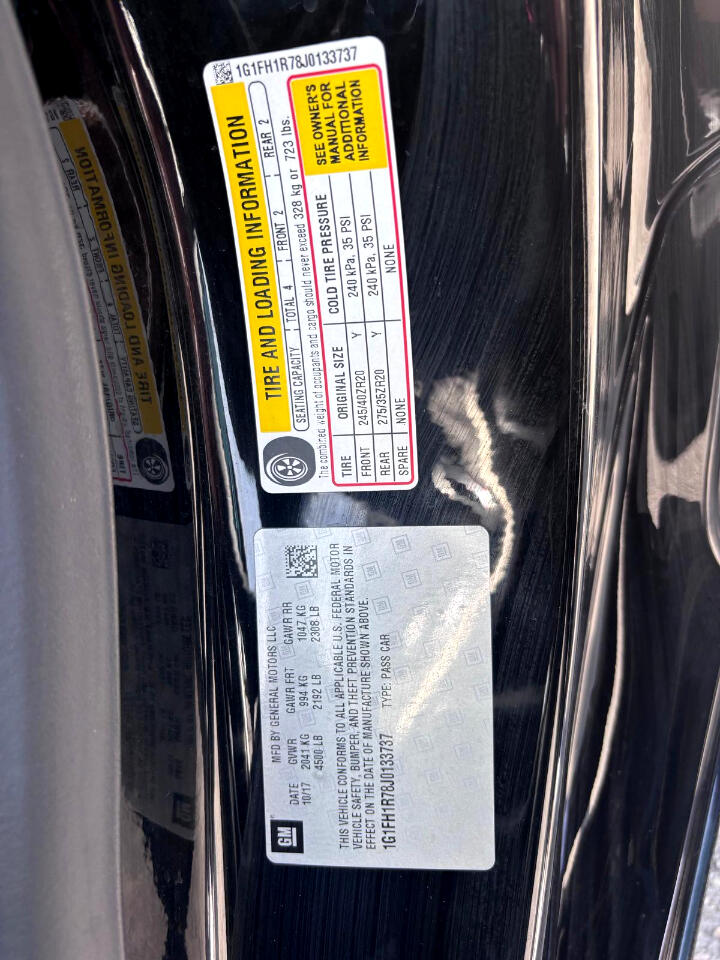 1G1FH1R78J0133737
TIRE AND LOADING INFORMATION
SEATING CAPACITY TOTAL 4 FRONT 2 REAR 2
The combined weight of occupants and cargo should never exceed 328 kg or 723 lbs.
TIRE ORIGINAL SIZE COLD TIRE PRESSURE
FRONT 245/40ZR20 Y 240 kPa, 35 PSI
REAR 275/35ZR20 Y 240 kPa, 35 PSI
SPARE NONE NONE
SEE OWNER'S
MANUAL FOR
ADDITIONAL
INFORMATION
GM
MFD BY GENERAL MOTORS LLC
DATE GVWR GAWR FRT GAWR RR
10/17 2041 KG 994 KG 1047 KG
4500 LB 2192 LB 2308 LB
THIS VEHICLE CONFORMS TO ALL APPLICABLE U.S. FEDERAL MOTOR
VEHICLE SAFETY, BUMPER, AND THEFT PREVENTION STANDARDS IN
EFFECT ON THE DATE OF MANUFACTURE SHOWN ABOVE.
1G1FH1R78J0133737 TYPE: PASS CAR